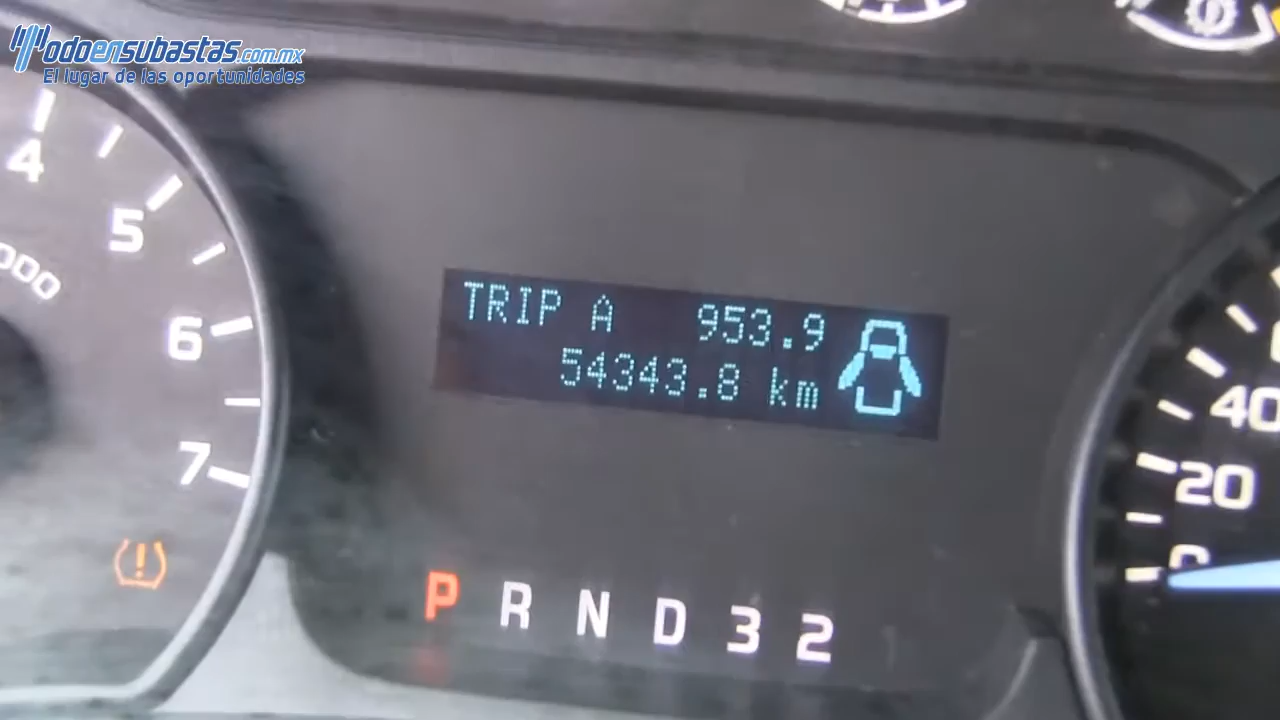 Todoensubastas.com.mx
El lugar de las oportunidades
4
5
000
6
7
TRIP A 953.9
54343.8 km
40
20
0
P R N D 3 2